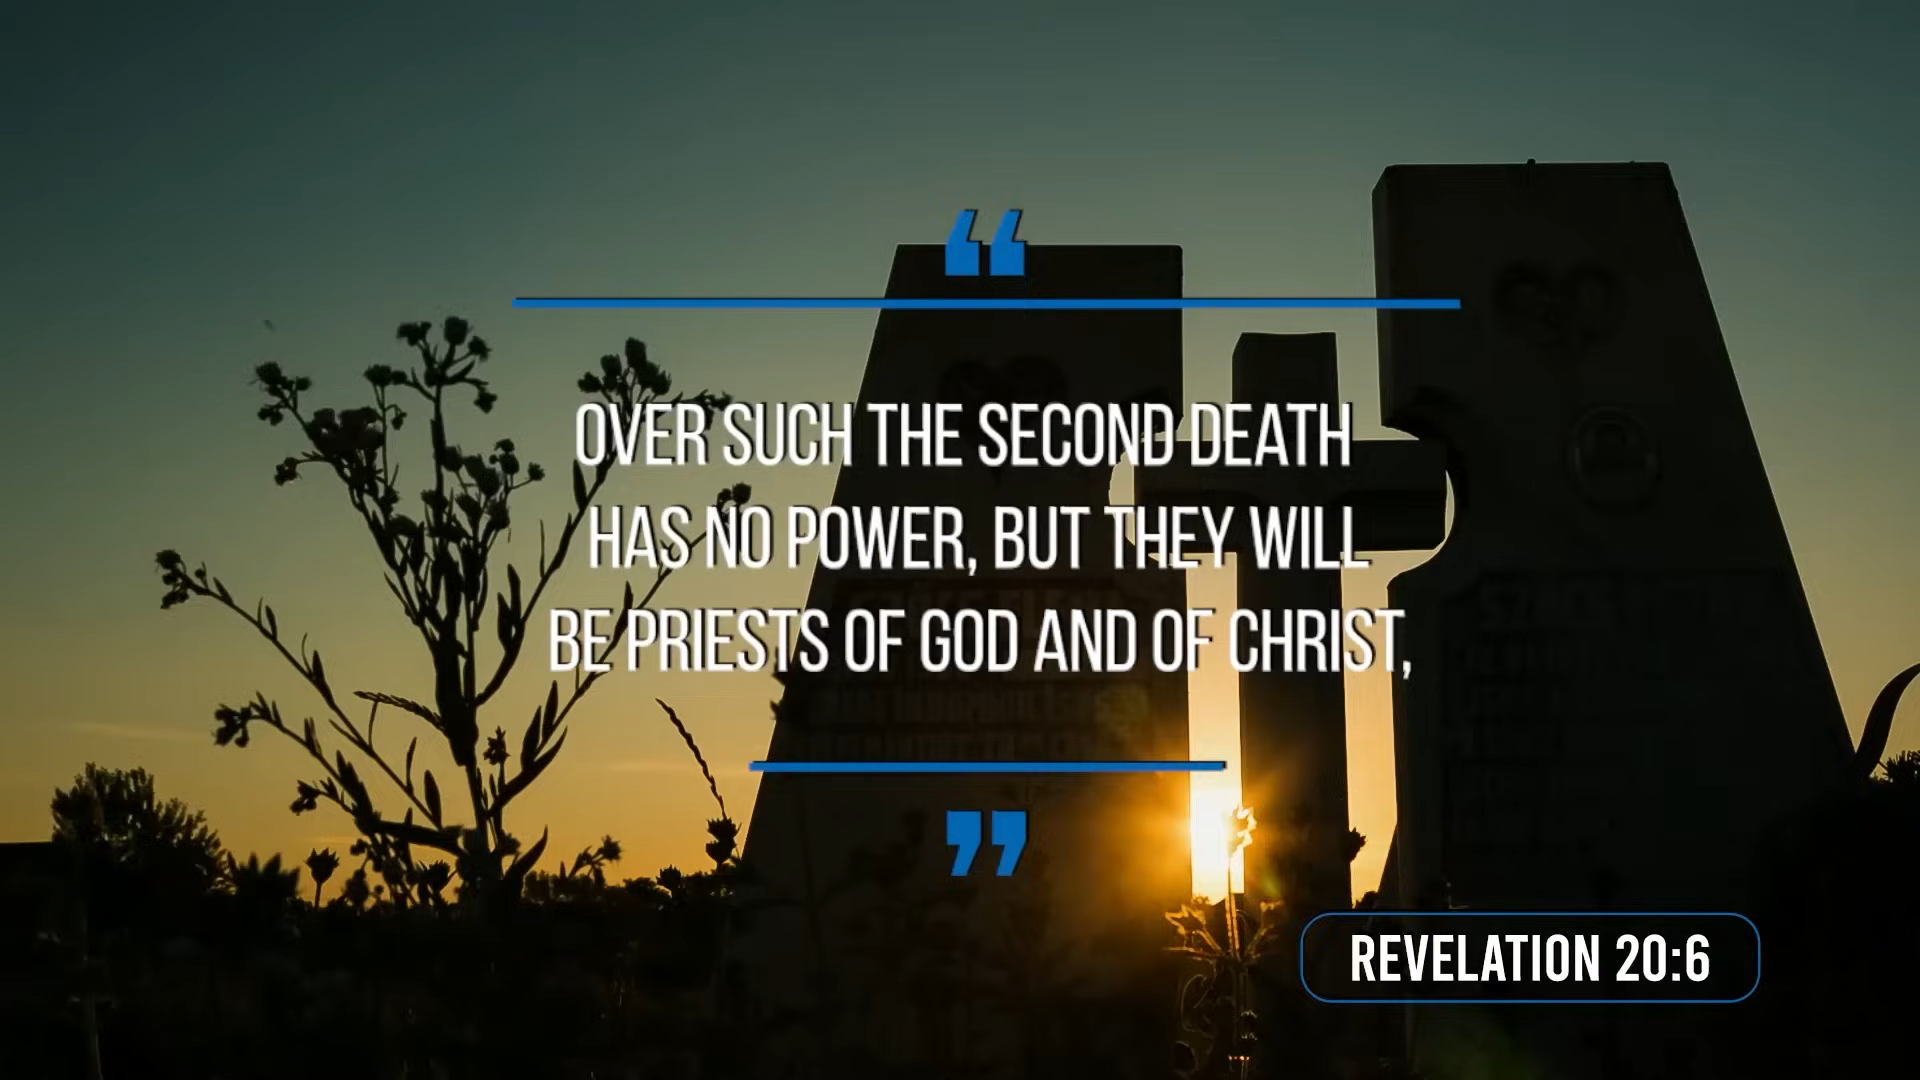 “
OVER SUCH THE SECOND DEATH
HAS NO POWER, BUT THEY WILL
BE PRIESTS OF GOD AND OF CHRIST,
”
REVELATION 20:6